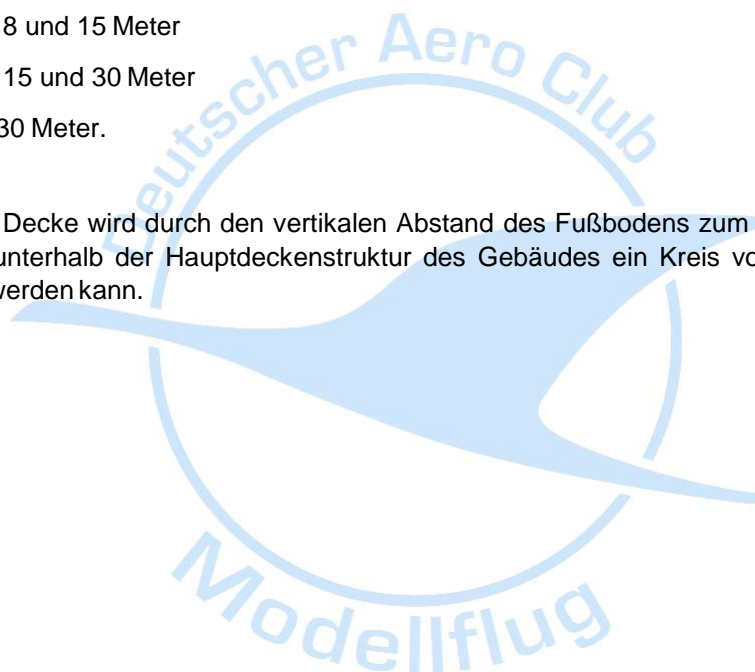 8 und 15 Meter
15 und 30 Meter
30 Meter.
Decke wird durch den vertikalen Abstand des Fußbodens zum
unterhalb der Hauptdeckenstruktur des Gebäudes ein Kreis
werden kann.
Deutscher Aero Club
Modellflug